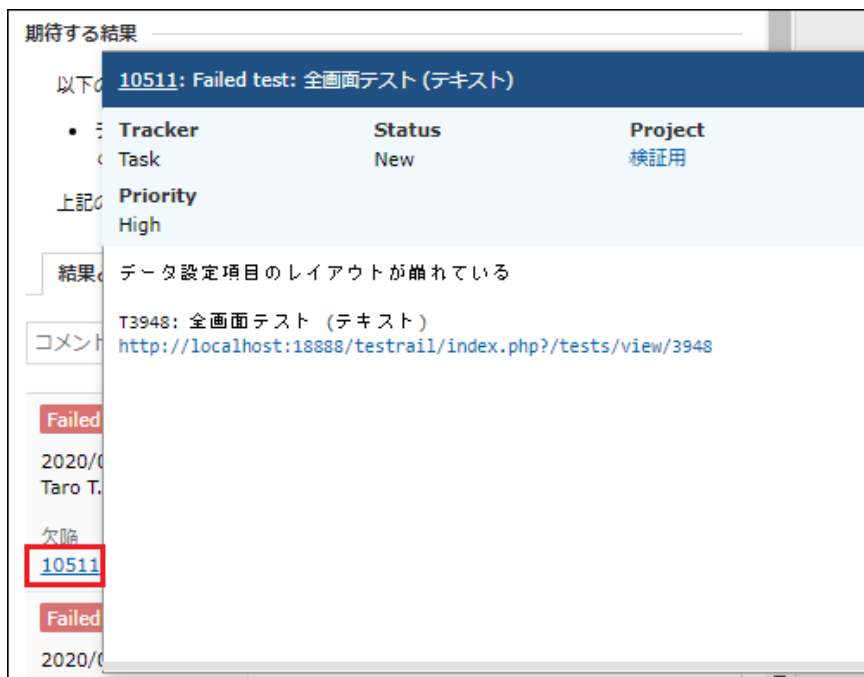 期待する結果
以下の
10511: Failed test: 全画面テスト (テキスト)
Tracker Status Project
Task New 検証用
上記の
Priority
High
結果
データ設定項目のレイアウトが崩れている
T3948: 全画面テスト (テキスト)
コメント
http://localhost:18888/testrail/index.php?/tests/view/3948
Failed
2020/0
Taro T.
欠陥
10511
Failed
2020/0